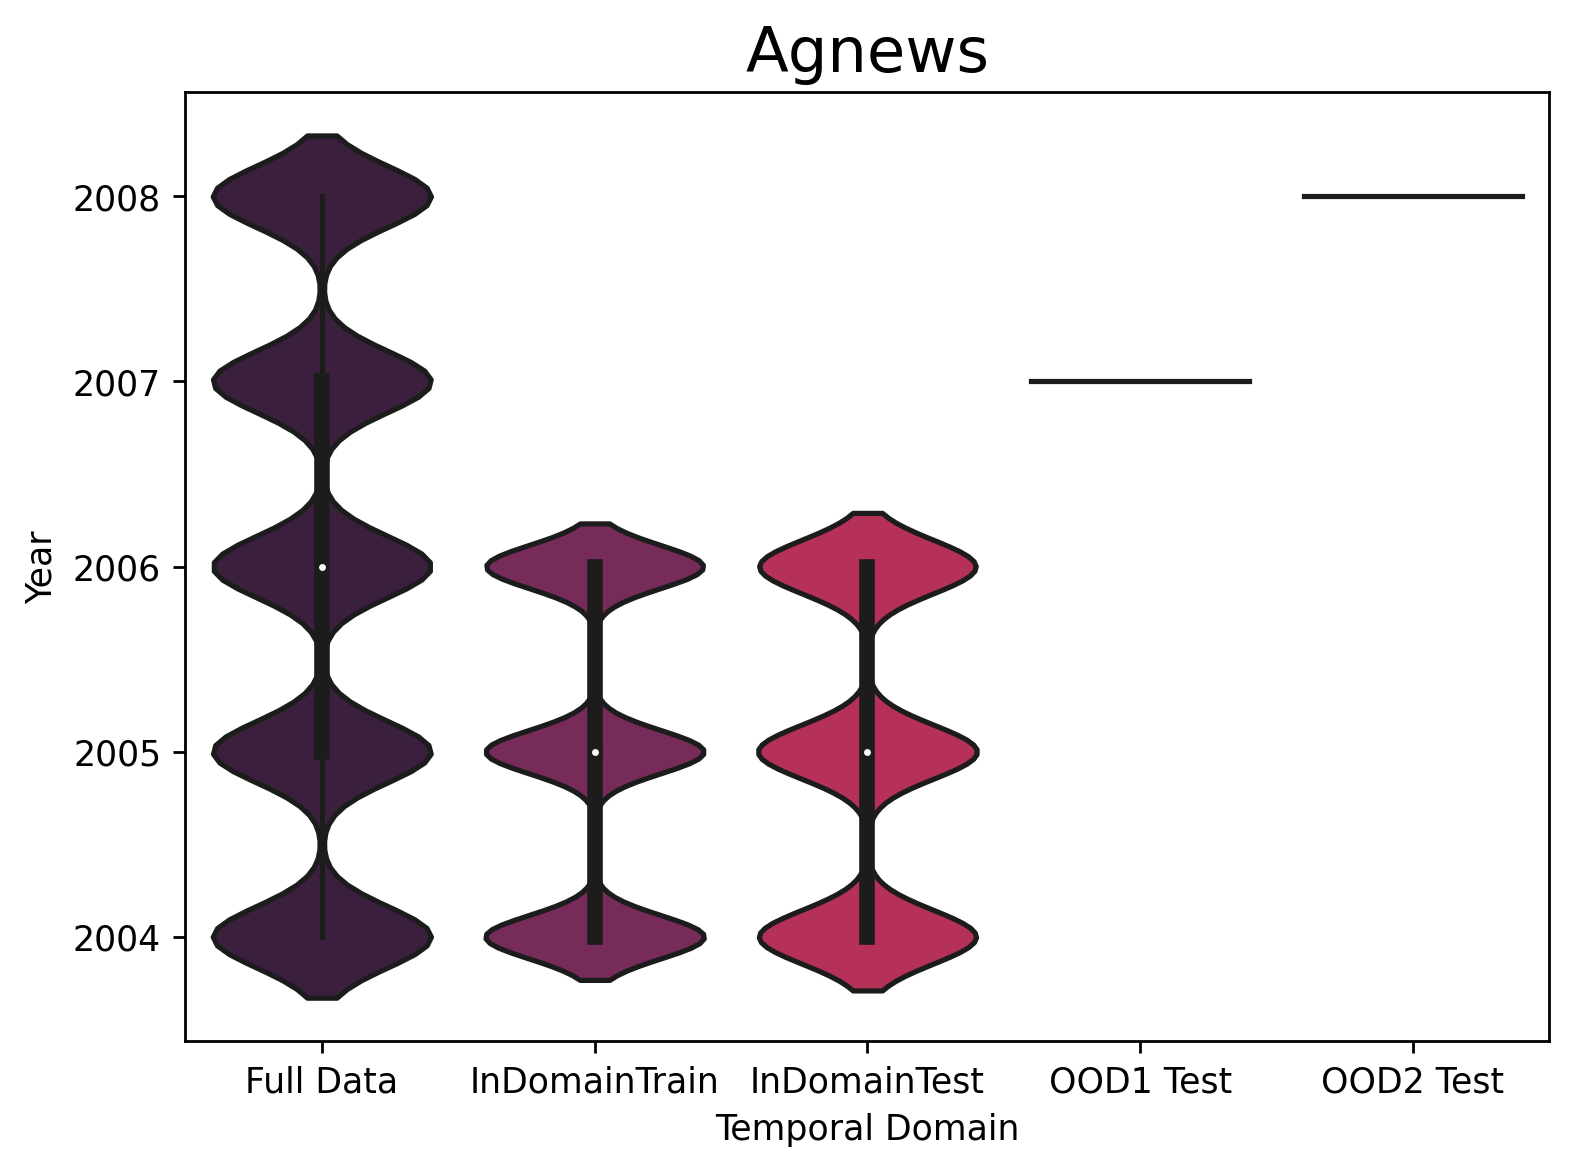 Agnews
Year
2008
2007
2006
2005
2004
Full Data InDomainTrain InDomainTest OOD1 Test OOD2 Test
Temporal Domain